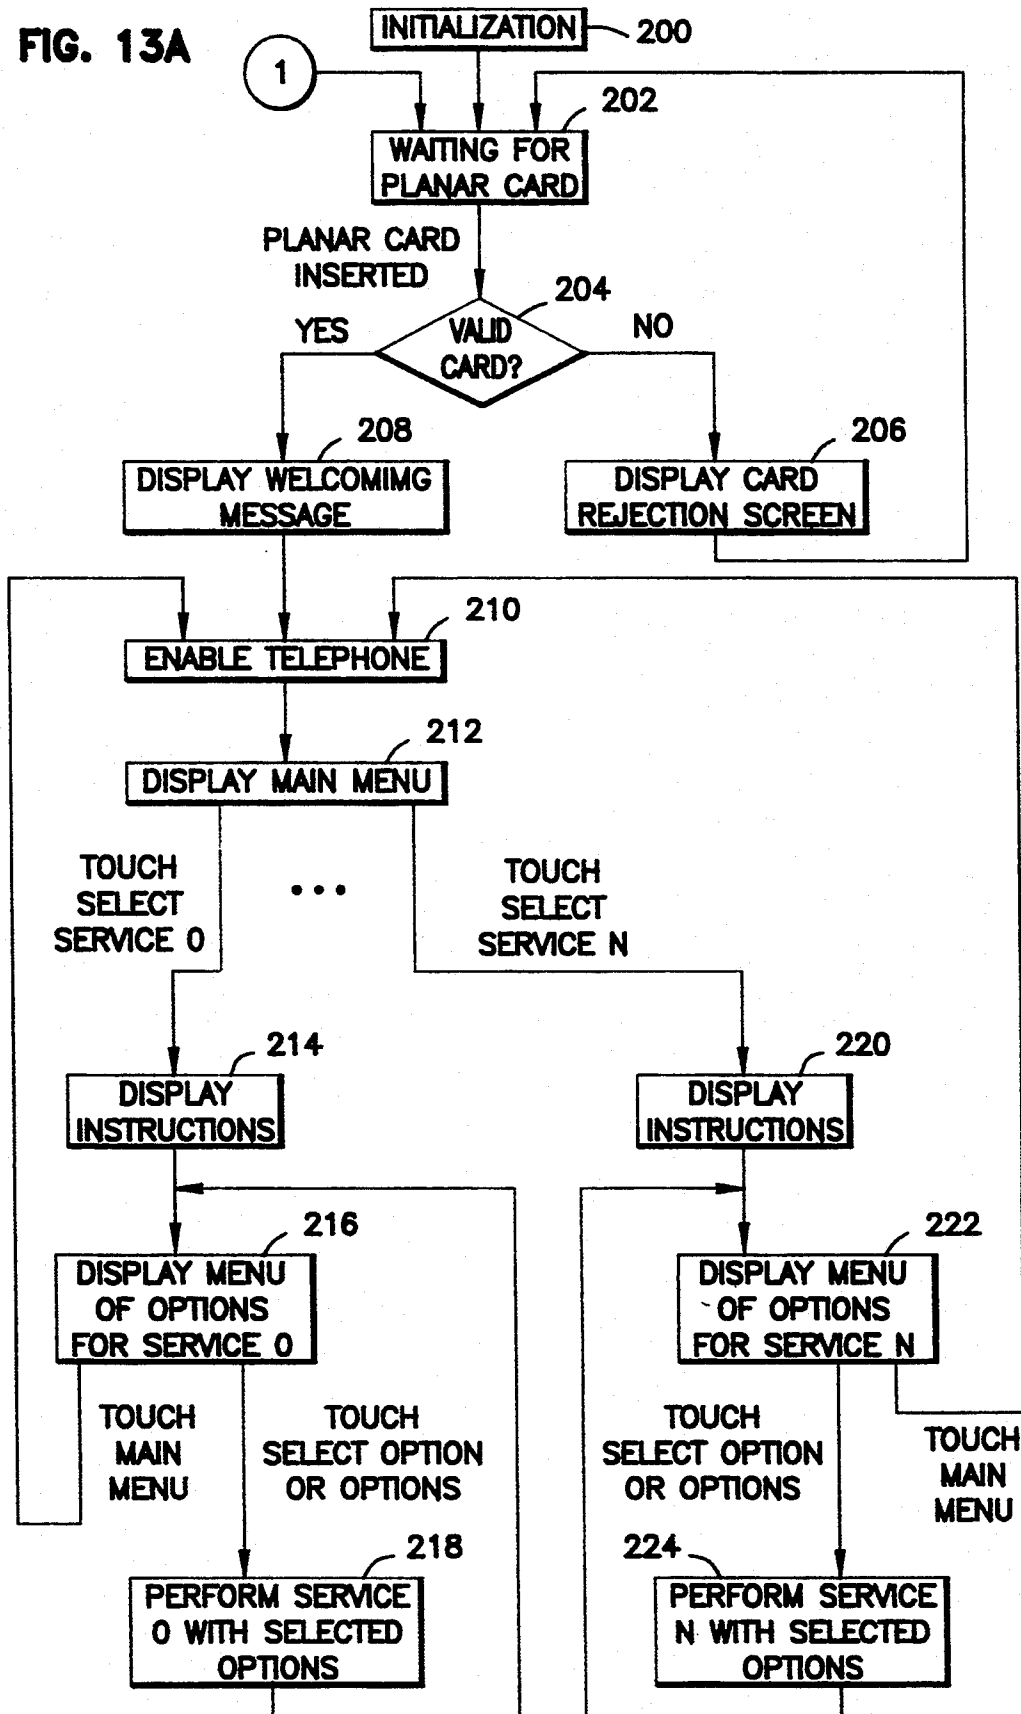 FIG. 13A
INITIALIZATION
200
1
202
WAITING FOR
PLANAR CARD
PLANAR CARD
INSERTED
204
YES
VALID
CARD?
NO
208
DISPLAY WELCOMIMG
MESSAGE
206
DISPLAY CARD
REJECTION SCREEN
210
ENABLE TELEPHONE
212
DISPLAY MAIN MENU
TOUCH
SELECT
SERVICE 0
...
TOUCH
SELECT
SERVICE N
214
DISPLAY
INSTRUCTIONS
220
DISPLAY
INSTRUCTIONS
216
DISPLAY MENU
OF OPTIONS
FOR SERVICE 0
222
DISPLAY MENU
OF OPTIONS
FOR SERVICE N
TOUCH
MAIN
MENU
TOUCH
SELECT OPTION
OR OPTIONS
TOUCH
SELECT OPTION
OR OPTIONS
TOUCH
MAIN
MENU
218
PERFORM SERVICE
0 WITH SELECTED
OPTIONS
224
PERFORM SERVICE
N WITH SELECTED
OPTIONS